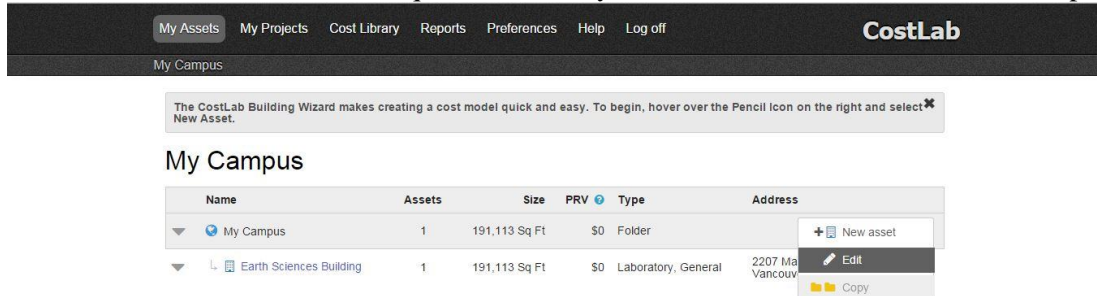 My Assets My Projects Cost Library Reports Preferences Help Log off CostLab
My Campus
The CostLab Building Wizard makes creating a cost model quick and easy. To begin, hover over the Pencil Icon on the right and select
New Asset.
My Campus
Name Assets Size PRV Type Address
My Campus 1 191,113 Sq Ft $0 Folder New asset
Earth Sciences Building 1 191,113 Sq Ft $0 Laboratory, General 2207 Ma Edit
Vancouv
Copy